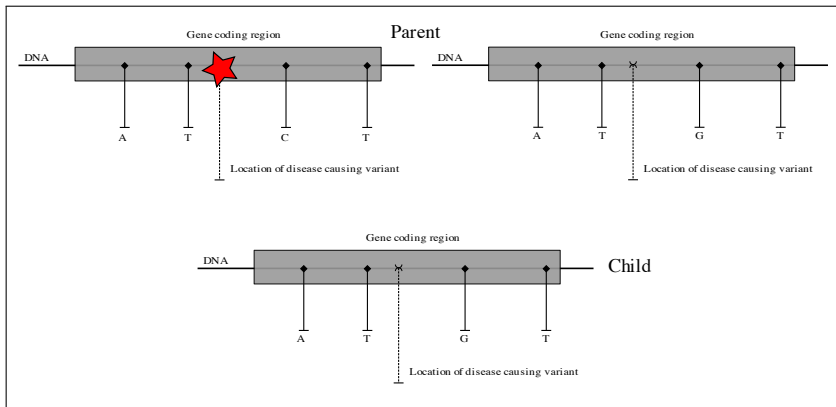 Parent
Gene coding region
DNA
A T C T
Location of disease causing variant
Gene coding region
DNA
A T G T
Location of disease causing variant
Gene coding region
DNA
Child
A T G T
Location of disease causing variant